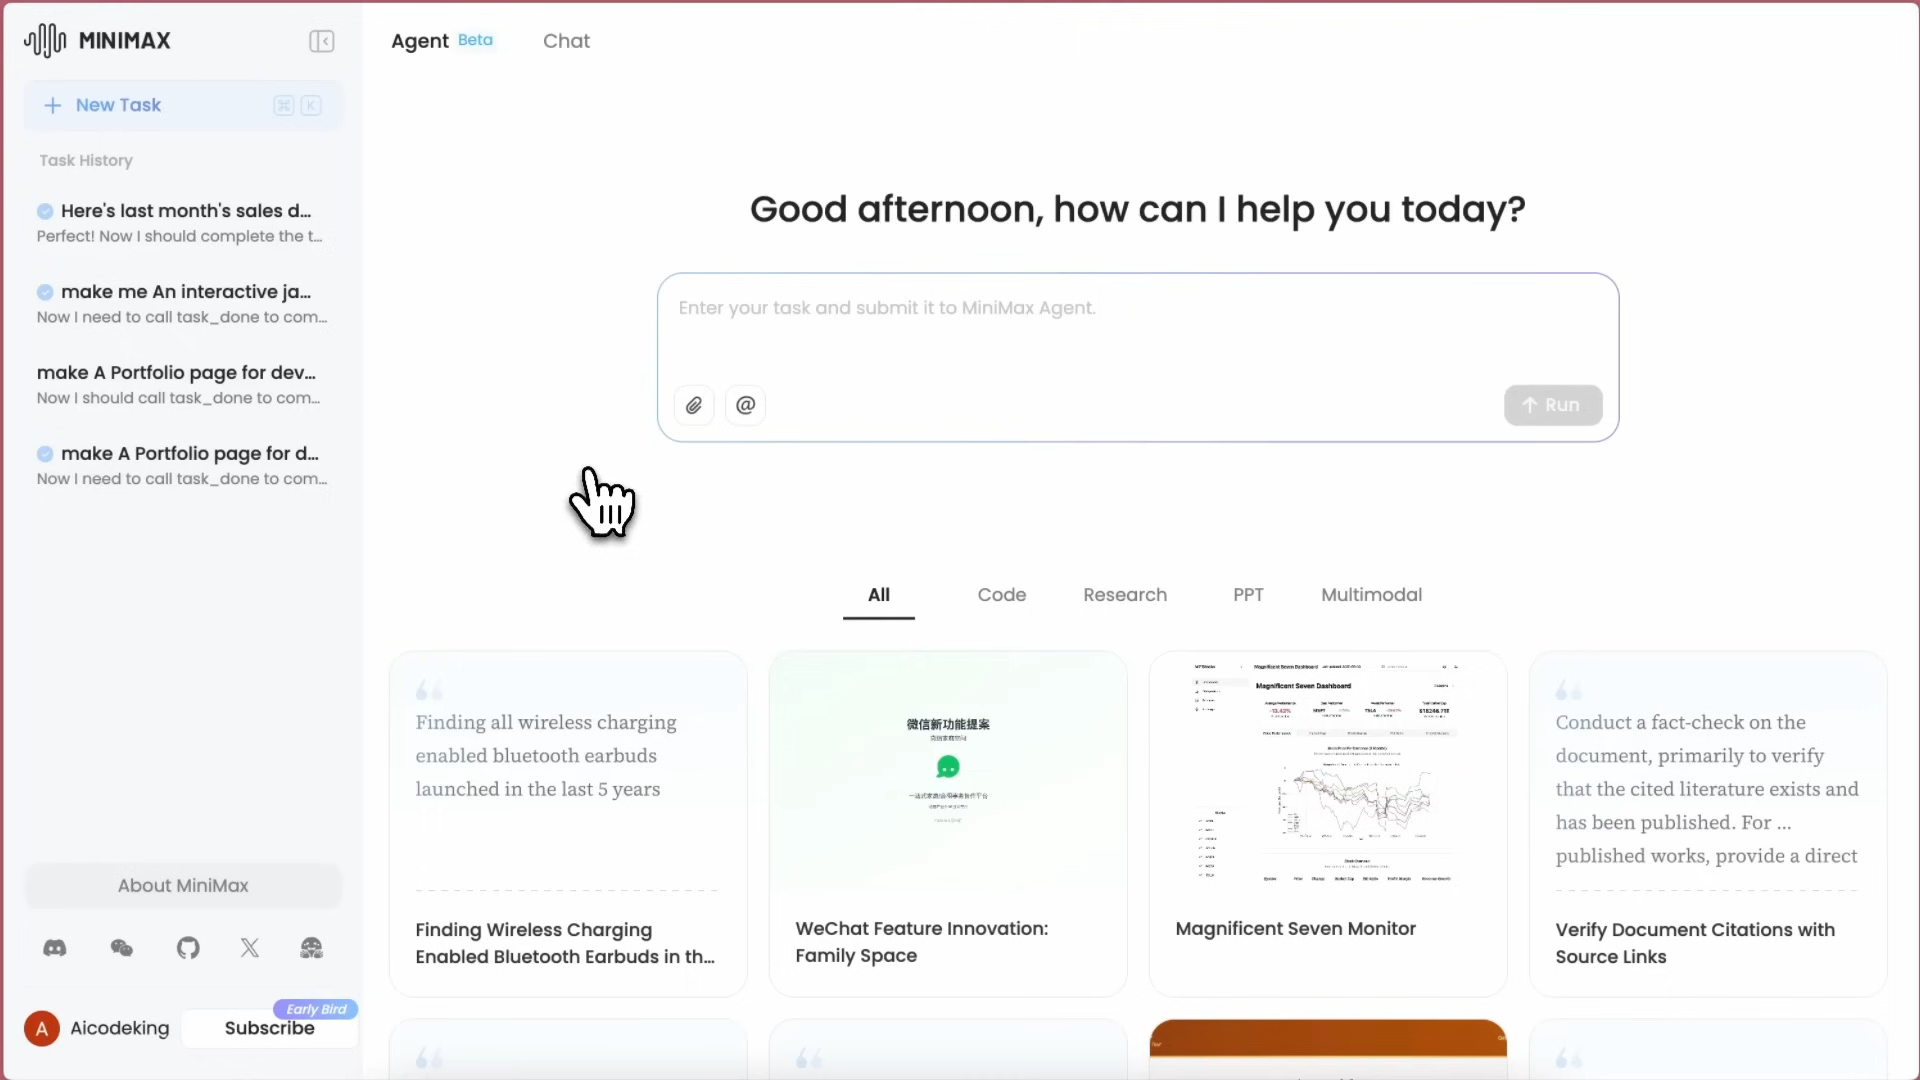 MINIMAX
Agent Beta
Chat
New Task
⌘ K
Task History
Here's last month's sales d...
Perfect! Now I should complete the t...
make me An interactive ja...
Now I need to call task_done to com...
make A Portfolio page for dev...
Now I should call task_done to com...
make A Portfolio page for d...
Now I need to call task_done to com...
About MiniMax
Early Bird
A Aicodeking
Subscribe
Good afternoon, how can I help you today?
Enter your task and submit it to MiniMax Agent.
Run
All
Code
Research
PPT
Multimodal
Finding all wireless charging
enabled bluetooth earbuds
launched in the last 5 years
Finding Wireless Charging
Enabled Bluetooth Earbuds in th...
微信新功能提案
WeChat Feature Innovation:
Family Space
Magnificent Seven Dashboard
Magnificent Seven Dashboard
Magnificent Seven Monitor
Conduct a fact-check on the
document, primarily to verify
that the cited literature exists and
has been published. For ...
published works, provide a direct
Verify Document Citations with
Source Links